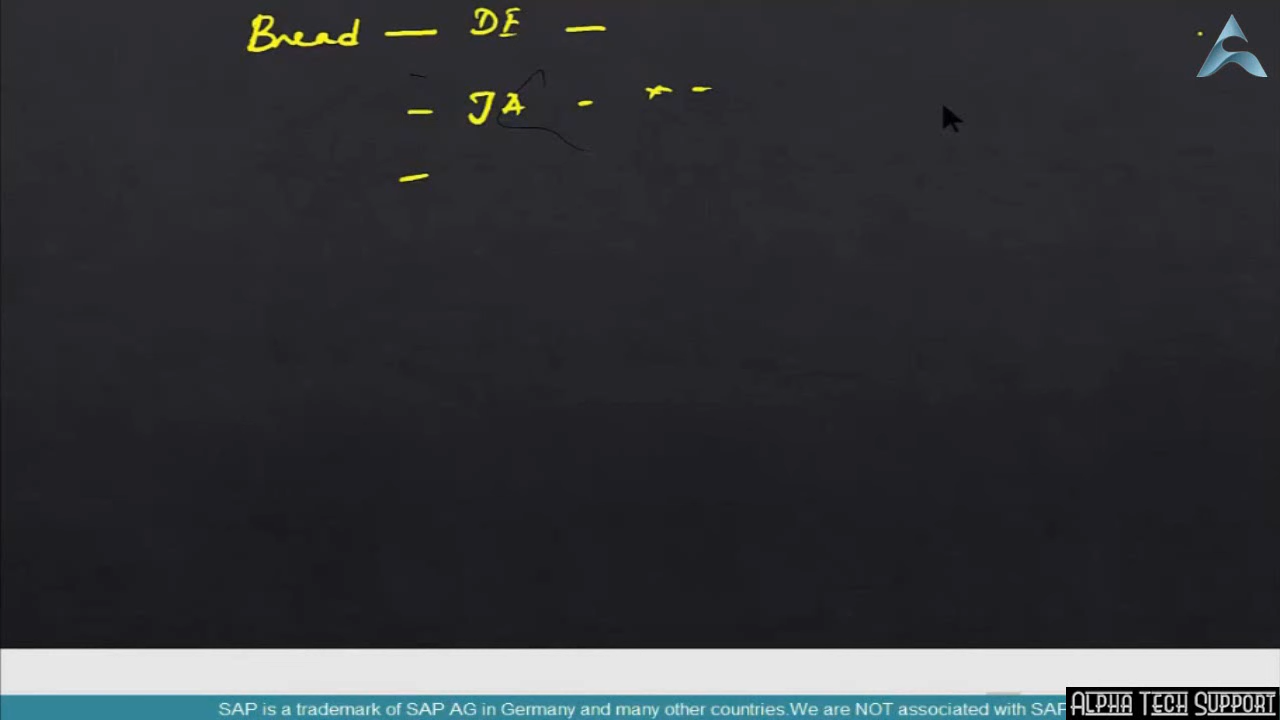 Bread — DE —
- JA - * -
-
SAP is a trademark of SAP AG in Germany and many other countries.We are NOT associated with SAP
ALPHA TECH SUPPORT